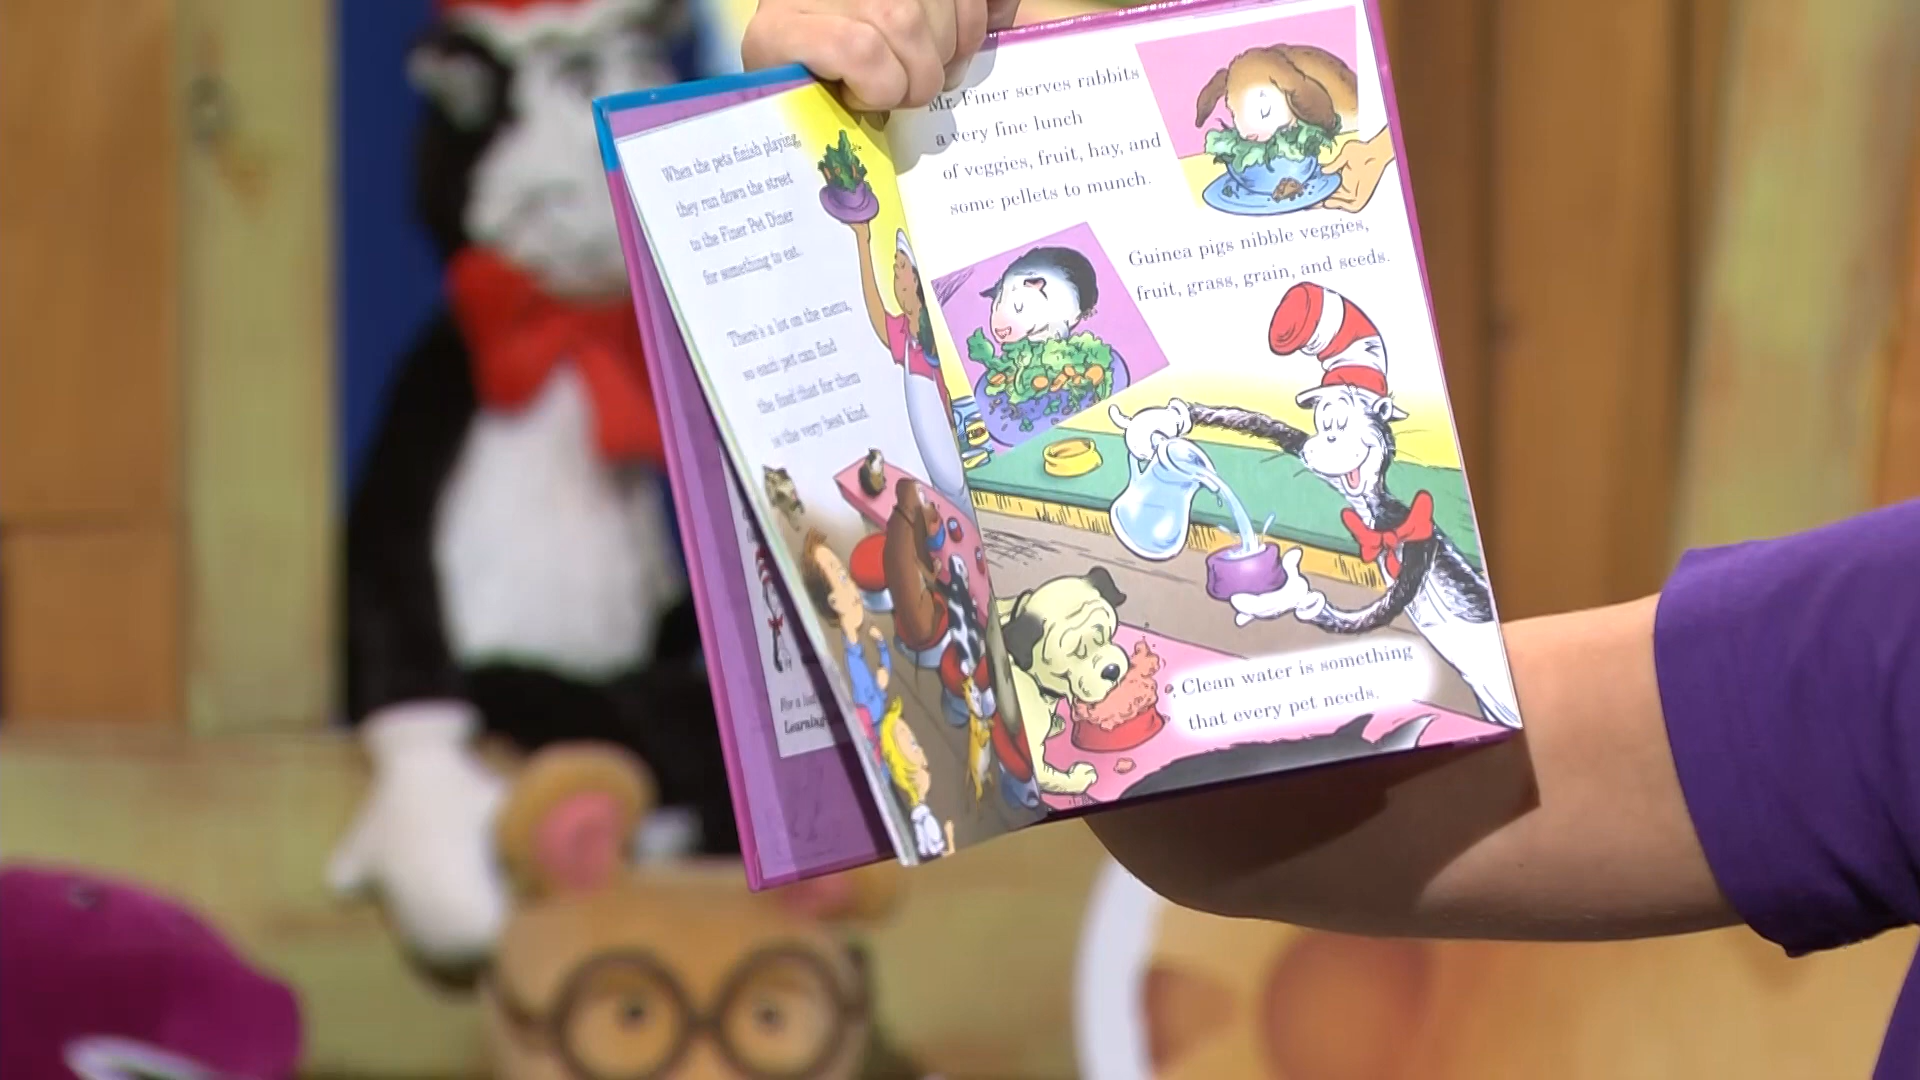 When the pets finish playing,
they run down the street
to the Finer Pet Diner
for something to eat.
There's a lot on the menu,
so each pet can find
the food that for them
is the very best kind.
Mr. Finer serves rabbits
a very fine lunch
of veggies, fruit, hay, and
some pellets to munch.
Guinea pigs nibble veggies,
fruit, grass, grain, and seeds.
Clean water is something
that every pet needs.
For a
Learning